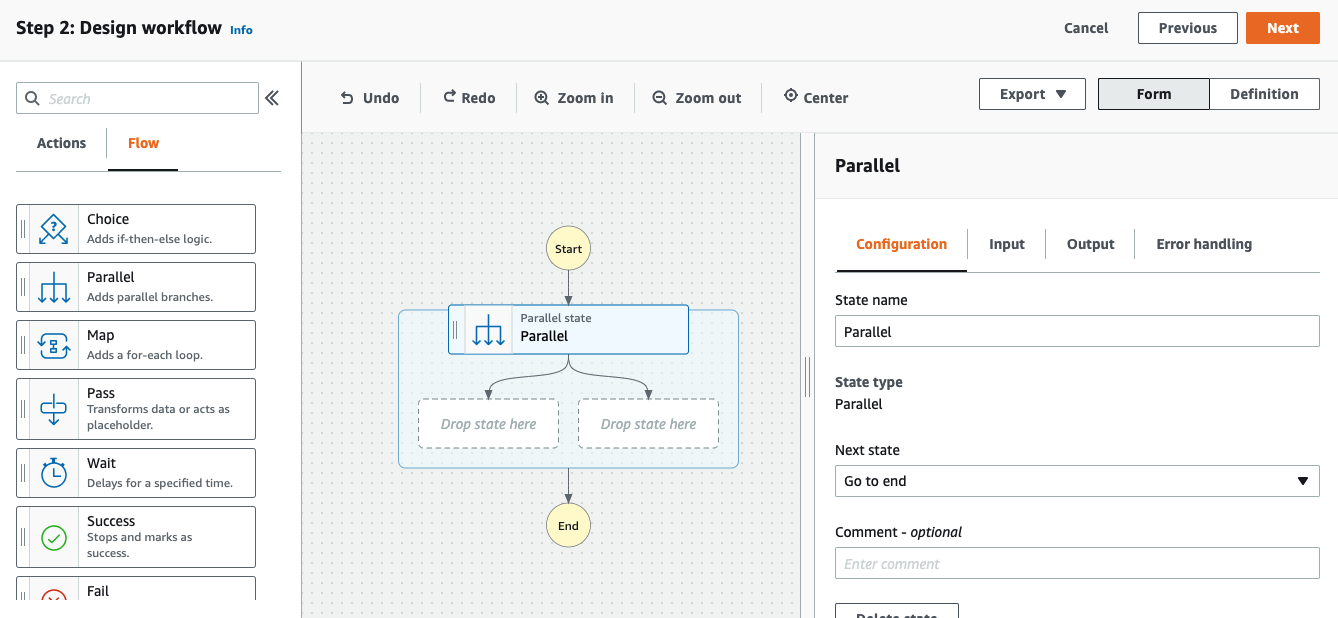 Step 2: Design workflow Info
Cancel
Previous
Next
Search
Undo
Redo
Zoom in
Zoom out
Center
Export
Form
Definition
Actions
Flow
Choice
Adds if-then-else logic.
Parallel
Adds parallel branches.
Map
Adds a for-each loop.
Pass
Transforms data or acts as
placeholder.
Wait
Delays for a specified time.
Success
Stops and marks as
success.
Fail
Start
Parallel state
Parallel
Drop state here
Drop state here
End
Parallel
Configuration
Input
Output
Error handling
State name
Parallel
State type
Parallel
Next state
Go to end
Comment - optional
Enter comment
Delete state